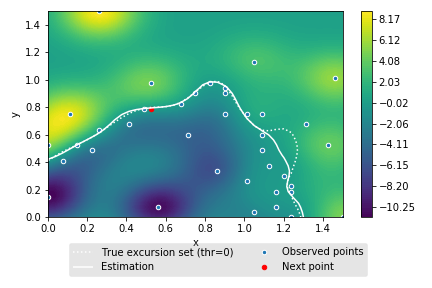 1.4
1.2
1.0
0.8
0.6
0.4
0.2
0.0
y
0.0 0.2 0.4 0.6 0.8 1.0 1.2 1.4
x
8.17
6.12
4.08
2.03
−0.02
−2.06
−4.11
−6.15
−8.20
−10.25
True excursion set (thr=0)
Estimation
Observed points
Next point